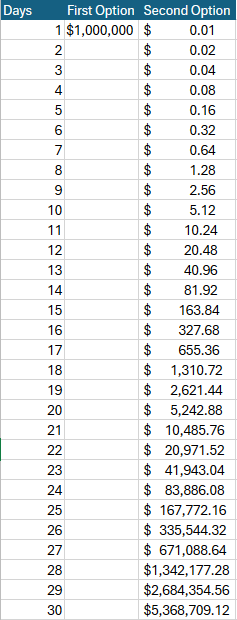 Days First Option Second Option
1 $1,000,000 $ 0.01
2 $ 0.02
3 $ 0.04
4 $ 0.08
5 $ 0.16
6 $ 0.32
7 $ 0.64
8 $ 1.28
9 $ 2.56
10 $ 5.12
11 $ 10.24
12 $ 20.48
13 $ 40.96
14 $ 81.92
15 $ 163.84
16 $ 327.68
17 $ 655.36
18 $ 1,310.72
19 $ 2,621.44
20 $ 5,242.88
21 $ 10,485.76
22 $ 20,971.52
23 $ 41,943.04
24 $ 83,886.08
25 $ 167,772.16
26 $ 335,544.32
27 $ 671,088.64
28 $1,342,177.28
29 $2,684,354.56
30 $5,368,709.12